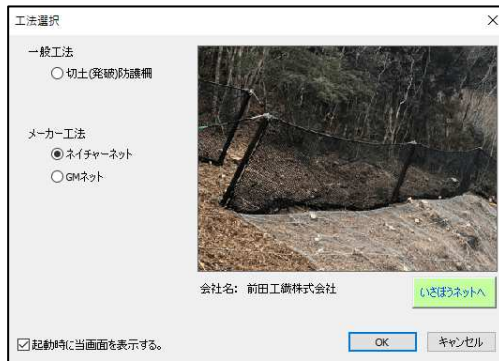 工法選択
一般工法
切土(発破)防護柵
メーカー工法
ネイチャーネット
GMネット
会社名: 前田工繊株式会社
いさぼうネットへ
起動時に当画面を表示する。
OK
キャンセル